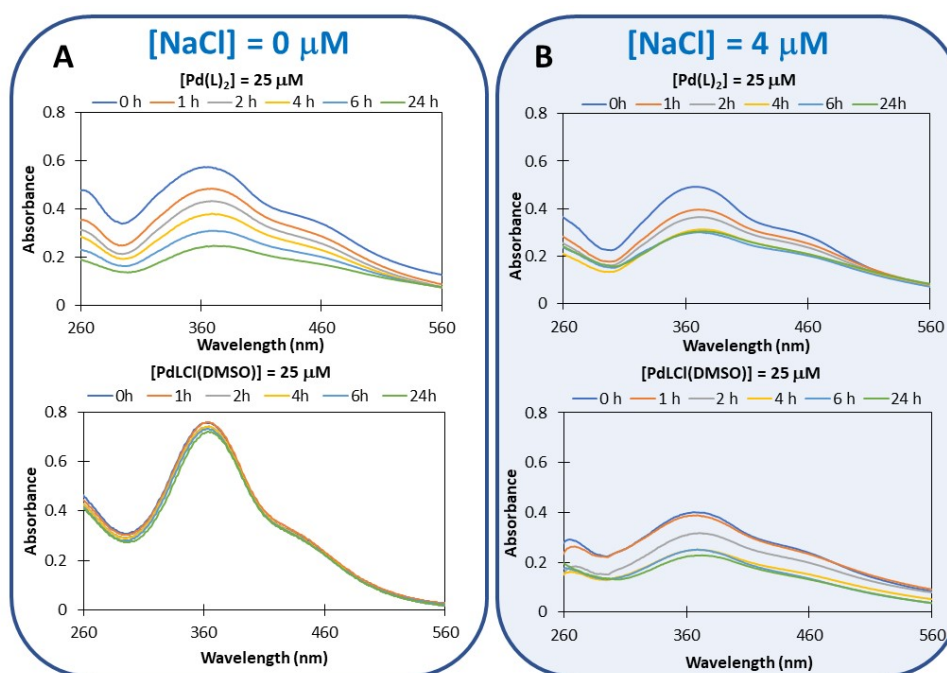 A
[NaCl] = 0 μM
[Pd(L)₂] = 25 μM
0 h 1 h 2 h 4 h 6 h 24 h
Absorbance
0.8
0.6
0.4
0.2
0
260 360 460 560
Wavelength (nm)
[PdLCl(DMSO)] = 25 μM
0h 1h 2h 4h 6h 24h
Absorbance
0.8
0.6
0.4
0.2
0
260 360 460 560
Wavelength (nm)
B
[NaCl] = 4 μM
[Pd(L)₂] = 25 μM
0h 1h 2h 4h 6h 24h
Absorbance
0.8
0.6
0.4
0.2
0
260 360 460 560
Wavelength (nm)
[PdLCl(DMSO)] = 25 μM
0 h 1 h 2 h 4 h 6 h 24 h
Absorbance
0.8
0.6
0.4
0.2
0
260 360 460 560
Wavelength (nm)